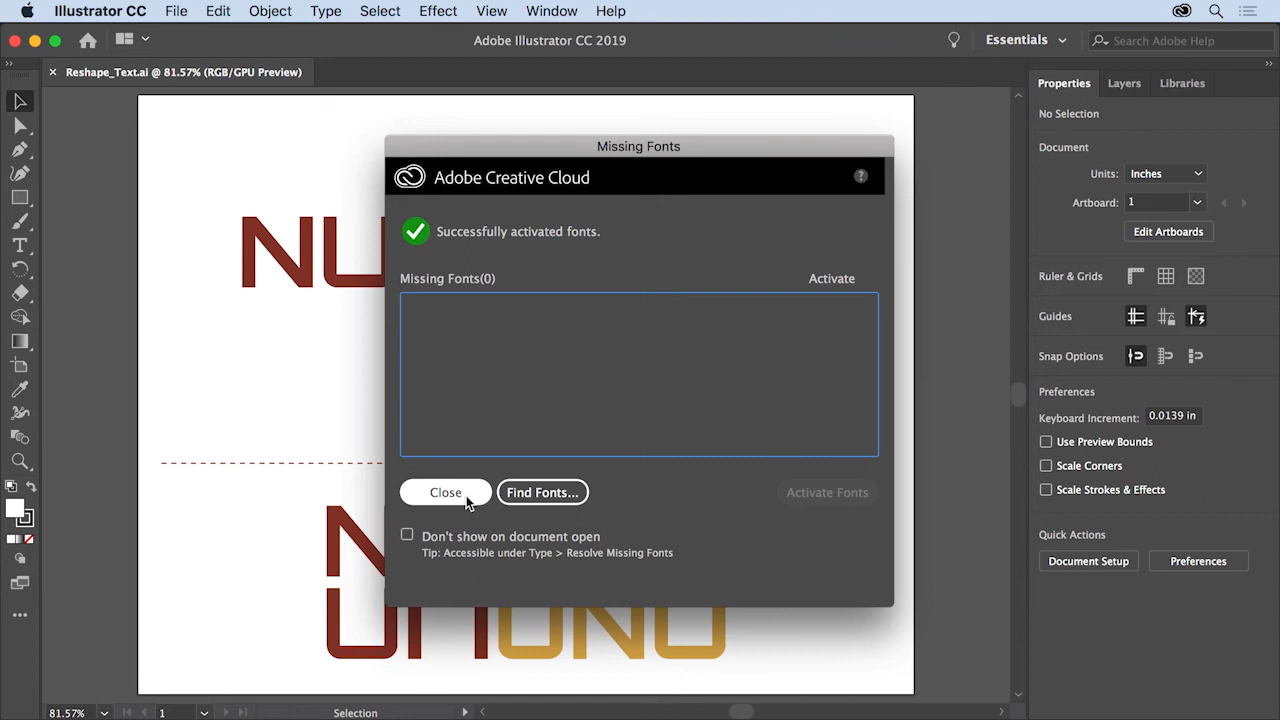 Illustrator CC File Edit Object Type Select Effect View Window Help
Adobe Illustrator CC 2019
Essentials
Search Adobe Help
Reshape_Text.ai @ 81.57% (RGB/GPU Preview)
Properties Layers Libraries
No Selection
Document
Units: Inches
Artboard: 1
Edit Artboards
Ruler & Grids
Guides
Snap Options
Preferences
Keyboard Increment: 0.0139 in
Use Preview Bounds
Scale Corners
Scale Strokes & Effects
Quick Actions
Document Setup Preferences
Missing Fonts
Adobe Creative Cloud ?
Successfully activated fonts.
Missing Fonts(0) Activate
Close Find Fonts... Activate Fonts
Don't show on document open
Tip: Accessible under Type > Resolve Missing Fonts
NU
81.57% 1 Selection